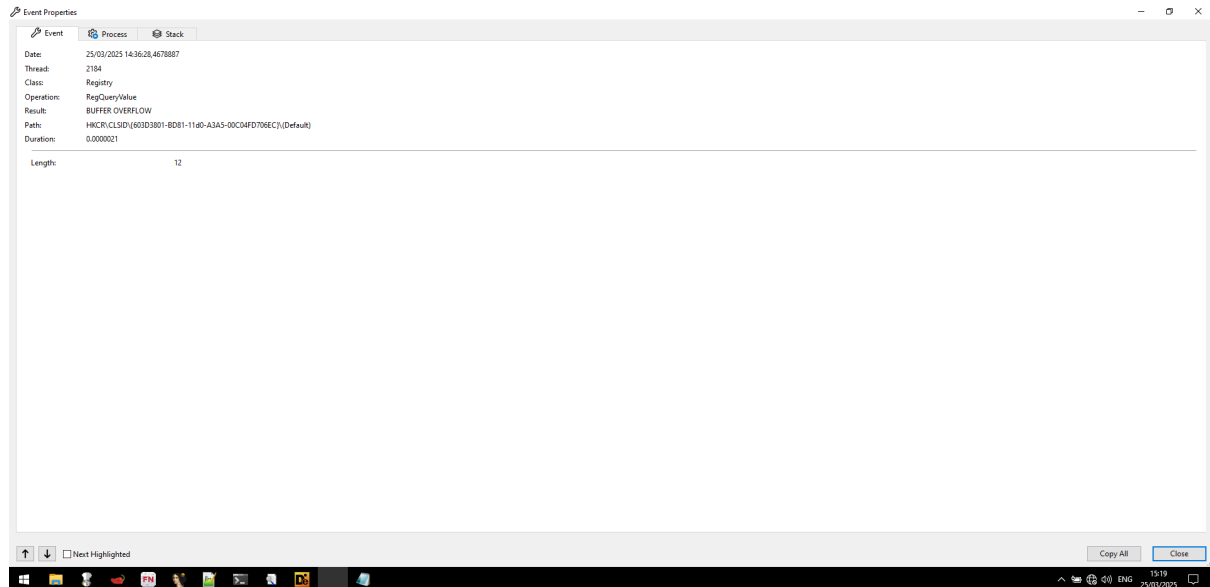 Event Properties
Event Process Stack
Date: 25/03/2025 14:36:28,4678887
Thread: 2184
Class: Registry
Operation: RegQueryValue
Result: BUFFER OVERFLOW
Path: HKCR\CLSID\{603D3801-BD81-11d0-A3A5-00C04FD706EC}\(Default)
Duration: 0.0000021
Length: 12
Next Highlighted Copy All Close
FN ENG 15:19
25/03/2025